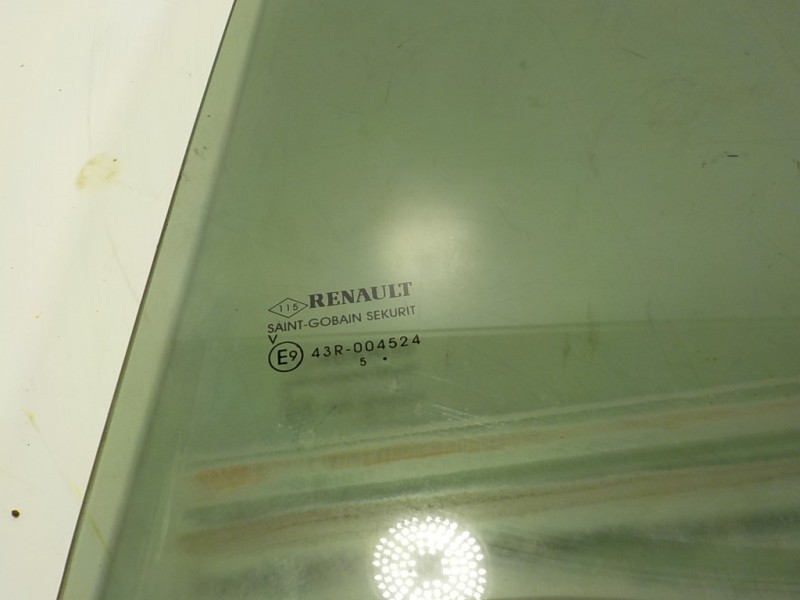 115 RENAULT
SAINT-GOBAIN SEKURIT
V
E9 43R-004524
5 •